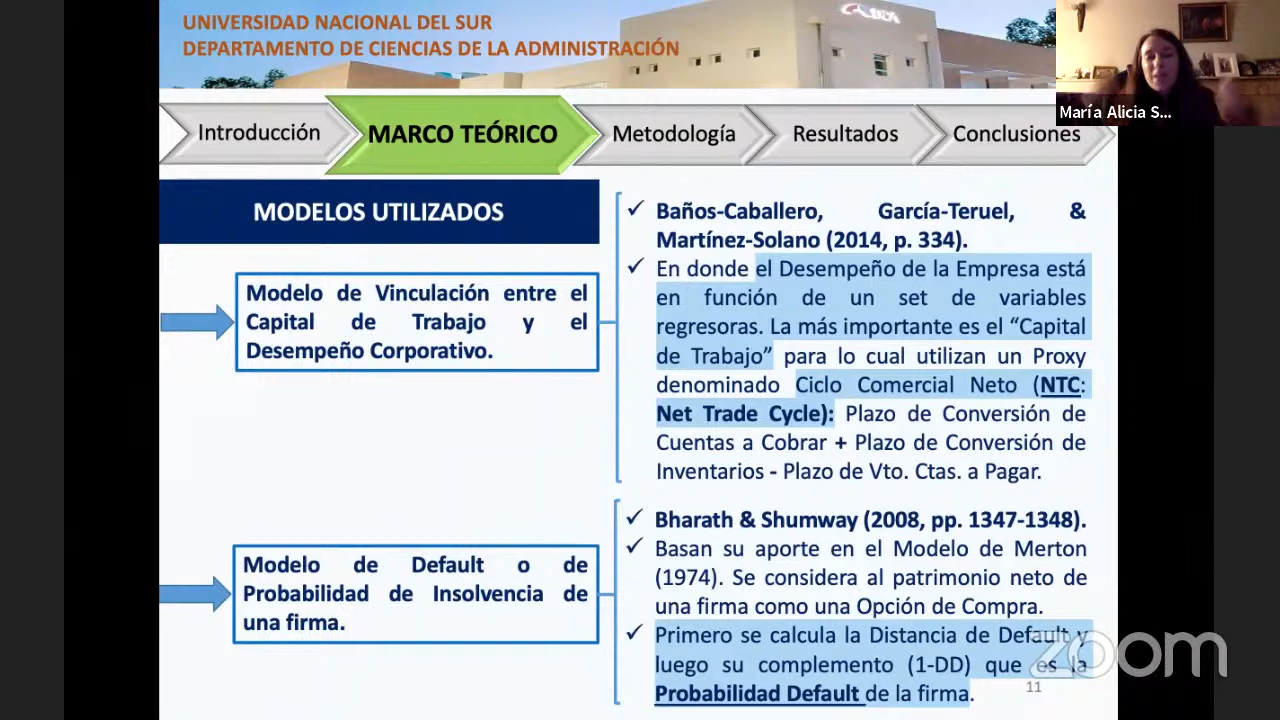 UNIVERSIDAD NACIONAL DEL SUR
DEPARTAMENTO DE CIENCIAS DE LA ADMINISTRACIÓN
María Alicia S...
Introducción
MARCO TEÓRICO
Metodología
Resultados
Conclusiones
MODELOS UTILIZADOS
Modelo de Vinculación entre el
Capital de Trabajo y el
Desempeño Corporativo.
Baños-Caballero, García-Teruel, &
Martínez-Solano (2014, p. 334).
En donde el Desempeño de la Empresa está
en función de un set de variables
regresoras. La más importante es el “Capital
de Trabajo” para lo cual utilizan un Proxy
denominado Ciclo Comercial Neto (NTC:
Net Trade Cycle): Plazo de Conversión de
Cuentas a Cobrar + Plazo de Conversión de
Inventarios - Plazo de Vto. Ctas. a Pagar.
Modelo de Default o de
Probabilidad de Insolvencia de
una firma.
Bharath & Shumway (2008, pp. 1347-1348).
Basan su aporte en el Modelo de Merton
(1974). Se considera al patrimonio neto de
una firma como una Opción de Compra.
Primero se calcula la Distancia de Default y
luego su complemento (1-DD) que es la
Probabilidad Default de la firma.
zoom
11